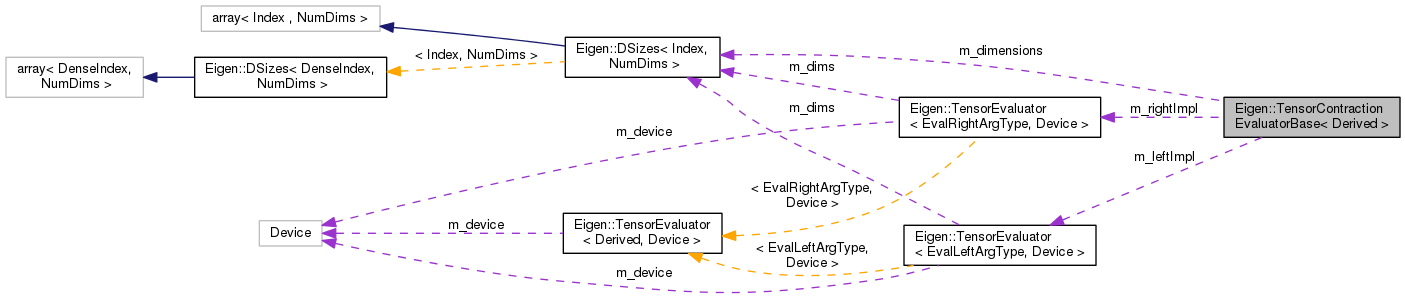 array< Index , NumDims >
array< DenseIndex,
NumDims >
Eigen::DSizes< DenseIndex,
NumDims >
< Index, NumDims >
Eigen::DSizes< Index,
NumDims >
m_dimensions
m_dims
m_dims
Eigen::TensorEvaluator
< EvalRightArgType, Device >
m_rightImpl
Eigen::TensorContraction
EvaluatorBase< Derived >
m_device
m_leftImpl
< EvalRightArgType,
Device >
Device
m_device
Eigen::TensorEvaluator
< Derived, Device >
< EvalLeftArgType,
Device >
Eigen::TensorEvaluator
< EvalLeftArgType, Device >
m_device